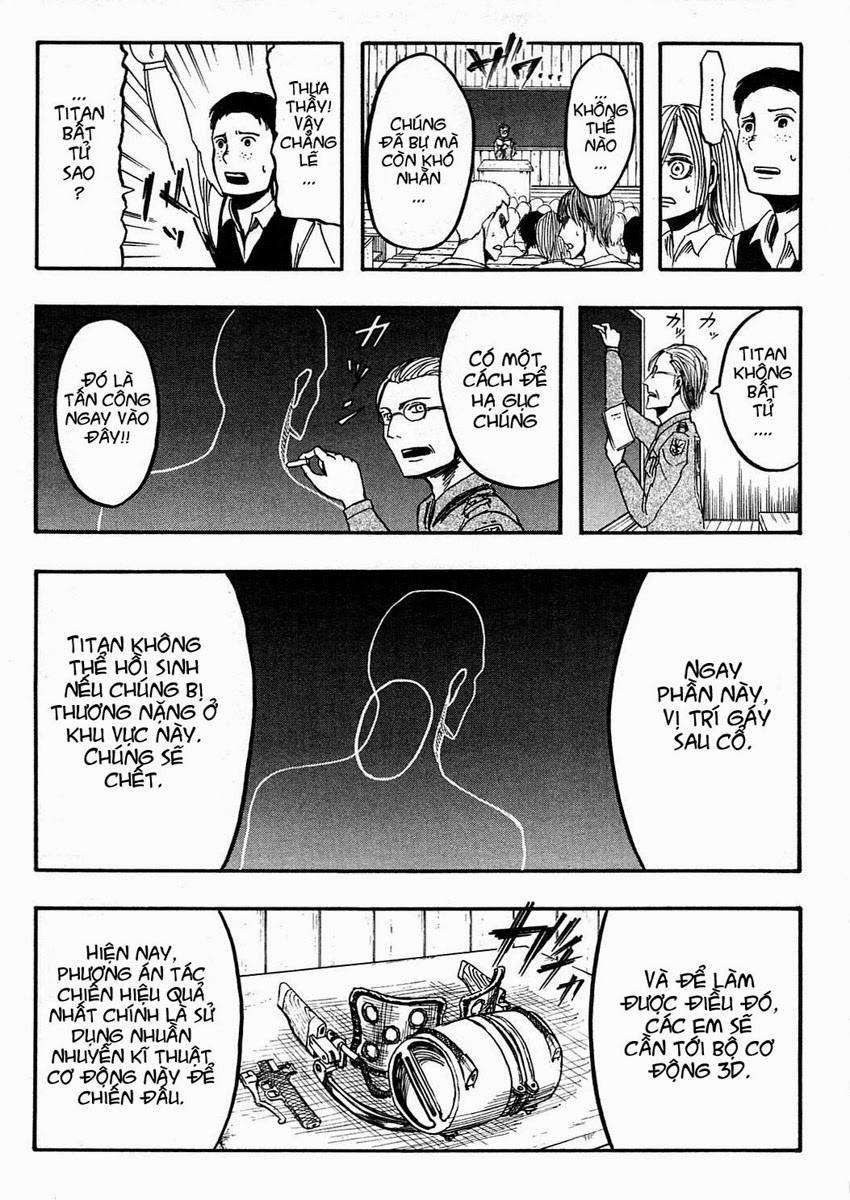 ........
...
KHÔNG
THỂ
NÀO
...
CHÚNG
ĐÃ BỰ MÀ
CÒN KHÓ
NHẰN
...
THƯA
THẦY!
VẬY
CHẲNG
LẼ
...
...
TITAN
BẤT
TỬ
SAO
?
TITAN
KHÔNG
BẤT
TỬ
....
カッ
カッ
CÓ MỘT
CÁCH ĐỂ
HẠ GỤC
CHÚNG
ĐÓ LÀ
TẤN CÔNG
NGAY VÀO
ĐÂY!!
NGAY
PHẦN NÀY,
VỊ TRÍ GÁY
SAU CỔ.
TITAN KHÔNG
THỂ HỒI SINH
NẾU CHÚNG BỊ
THƯƠNG NẶNG Ở
KHU VỰC NÀY.
CHÚNG SẼ
CHẾT.
VÀ ĐỂ LÀM
ĐƯỢC ĐIỀU ĐÓ,
CÁC EM SẼ
CẦN TỚI BỘ CƠ
ĐỘNG 3D.
HIỆN NAY,
PHƯƠNG ÁN TÁC
CHIẾN HIỆU QUẢ
NHẤT CHÍNH LÀ SỬ
DỤNG NHUẦN
NHUYỄN KĨ THUẬT
CƠ ĐỘNG NÀY ĐỂ
CHIẾN ĐẤU.